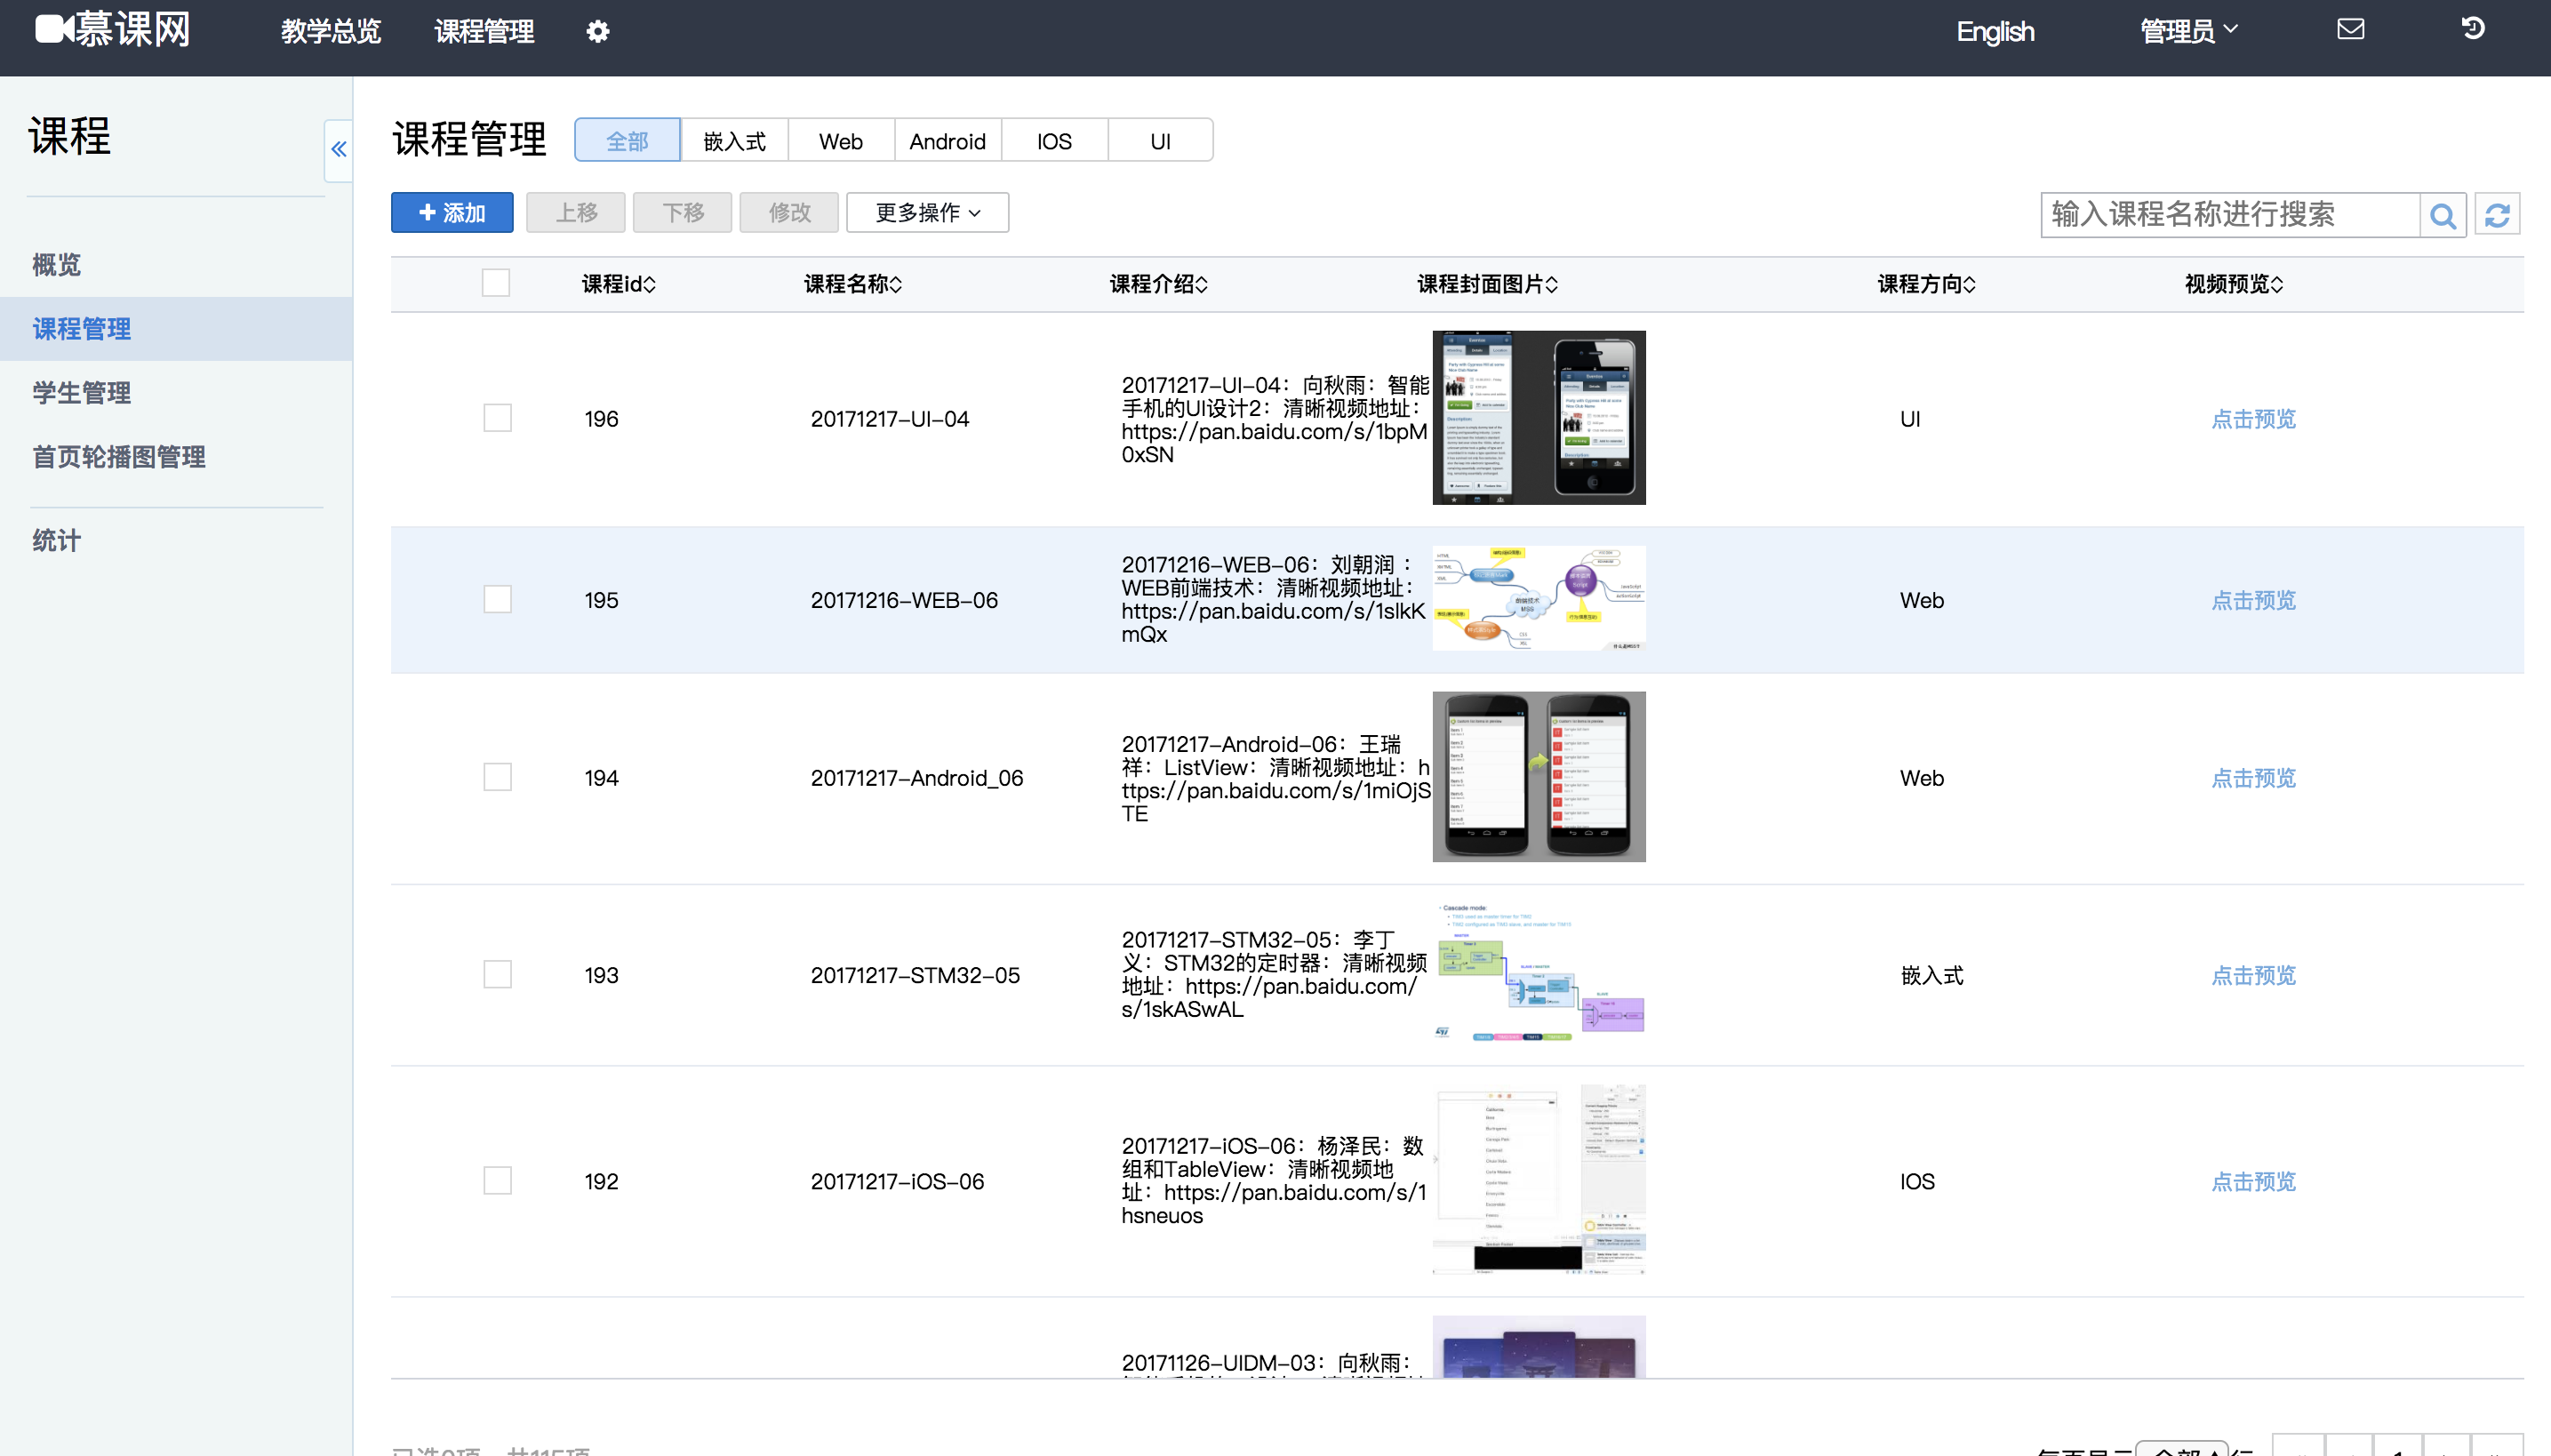 慕课网 教学总览 课程管理 English 管理员
课程
概览
课程管理
学生管理
首页轮播图管理
统计
课程管理 全部 嵌入式 Web Android IOS UI
添加 上移 下移 修改 更多操作 输入课程名称进行搜索
课程id 课程名称 课程介绍 课程封面图片 课程方向 视频预览
196 20171217-UI-04
20171217-UI-04：向秋雨：智能
手机的UI设计2：清晰视频地址：
https://pan.baidu.com/s/1bpM
0xSN
UI 点击预览
195 20171216-WEB-06
20171216-WEB-06：刘朝润：
WEB前端技术：清晰视频地址：
https://pan.baidu.com/s/1slkK
mQx
Web 点击预览
194 20171217-Android_06
20171217-Android-06：王瑞
祥：ListView：清晰视频地址：h
ttps://pan.baidu.com/s/1miOjS
TE
Web 点击预览
193 20171217-STM32-05
20171217-STM32-05：李丁
义：STM32的定时器：清晰视频
地址：https://pan.baidu.com/
s/1skASwAL
Cascade mode:
嵌入式 点击预览
192 20171217-iOS-06
20171217-iOS-06：杨泽民：数
组和TableView：清晰视频地
址：https://pan.baidu.com/s/1
hsneuos
IOS 点击预览
20171126-UIDM-03：向秋雨：